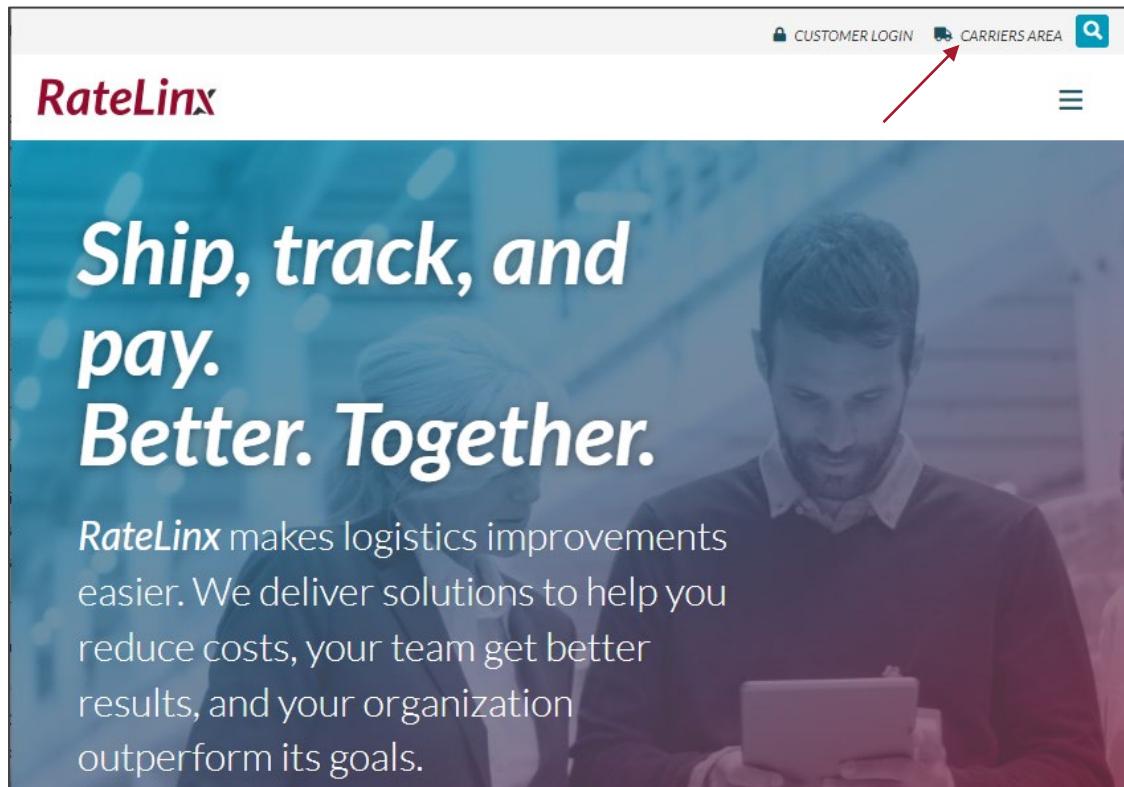 CUSTOMER LOGIN CARRIERS AREA
RateLinx
Ship, track, and
pay.
Better. Together.
RateLinx makes logistics improvements
easier. We deliver solutions to help you
reduce costs, your team get better
results, and your organization
outperform its goals.